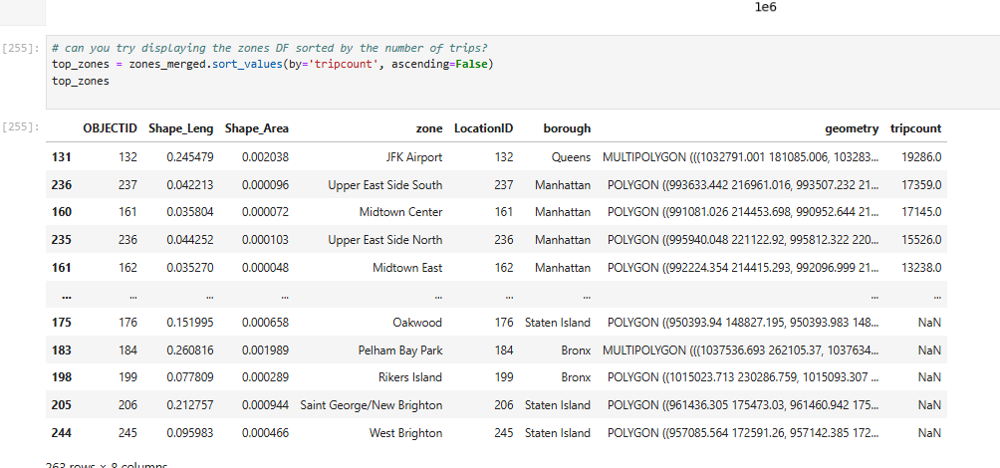 1e6
[255]: # can you try displaying the zones DF sorted by the number of trips?
top_zones = zones_merged.sort_values(by='tripcount', ascending=False)
top_zones
[255]: OBJECTID Shape_Leng Shape_Area zone LocationID borough geometry tripcount
131 132 0.245479 0.002038 JFK Airport 132 Queens MULTIPOLYGON (((1032791.001 181085.006, 103283... 19286.0
236 237 0.042213 0.000096 Upper East Side South 237 Manhattan POLYGON ((993633.442 216961.016, 993507.232 21... 17359.0
160 161 0.035804 0.000072 Midtown Center 161 Manhattan POLYGON ((991081.026 214453.698, 990952.644 21... 17145.0
235 236 0.044252 0.000103 Upper East Side North 236 Manhattan POLYGON ((995940.048 221122.92, 995812.322 220... 15526.0
161 162 0.035270 0.000048 Midtown East 162 Manhattan POLYGON ((992224.354 214415.293, 992096.999 21... 13238.0
... ... ... ... ... ... ... ... ...
175 176 0.151995 0.000658 Oakwood 176 Staten Island POLYGON ((950393.94 148827.195, 950393.983 148... NaN
183 184 0.260816 0.001989 Pelham Bay Park 184 Bronx MULTIPOLYGON (((1037536.693 262105.37, 1037634... NaN
198 199 0.077809 0.000289 Rikers Island 199 Bronx POLYGON ((1015023.713 230286.759, 1015093.307 ... NaN
205 206 0.212757 0.000944 Saint George/New Brighton 206 Staten Island POLYGON ((961436.305 175473.03, 961460.942 175... NaN
244 245 0.095983 0.000466 West Brighton 245 Staten Island POLYGON ((957085.564 172591.26, 957142.385 172... NaN
263 rows × 8 columns